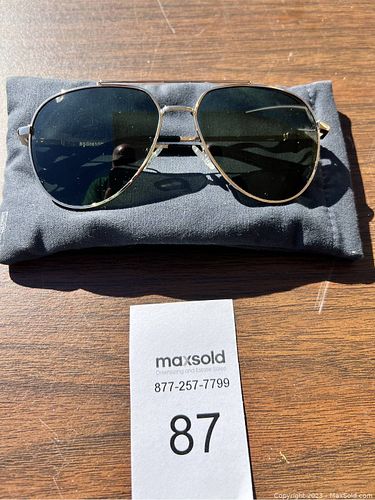 maxsold
Downsizing and Estate Sales
877-257-7799
87
Copyright 2023 - MaxSold.com